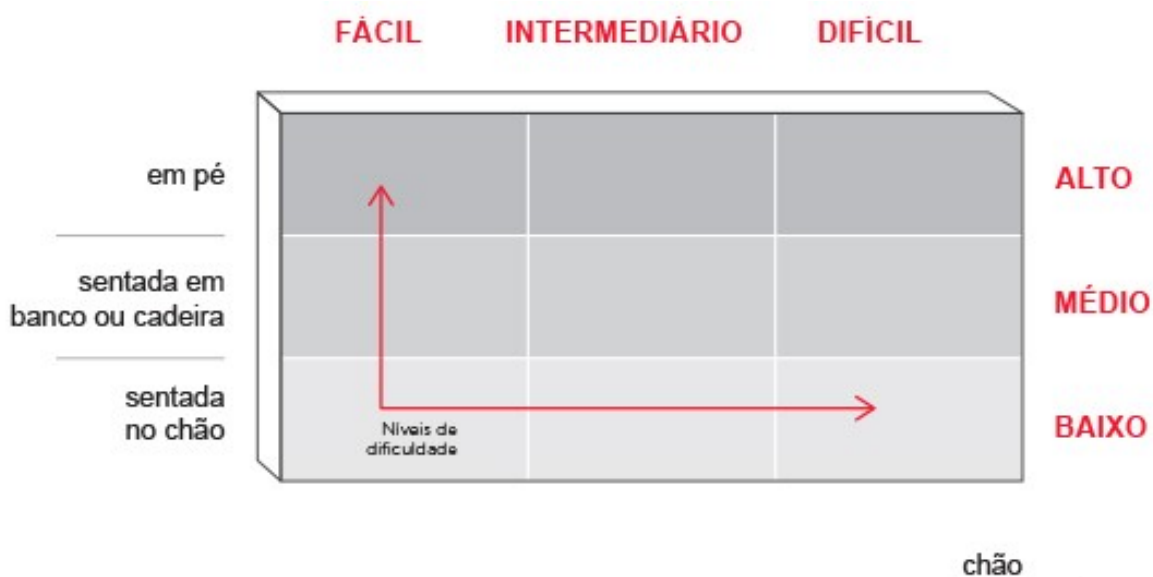 FÁCIL INTERMEDIÁRIO DIFÍCIL
em pé
ALTO
sentada em
banco ou cadeira
MÉDIO
sentada
no chão
Níveis de
dificuldade
BAIXO
chão